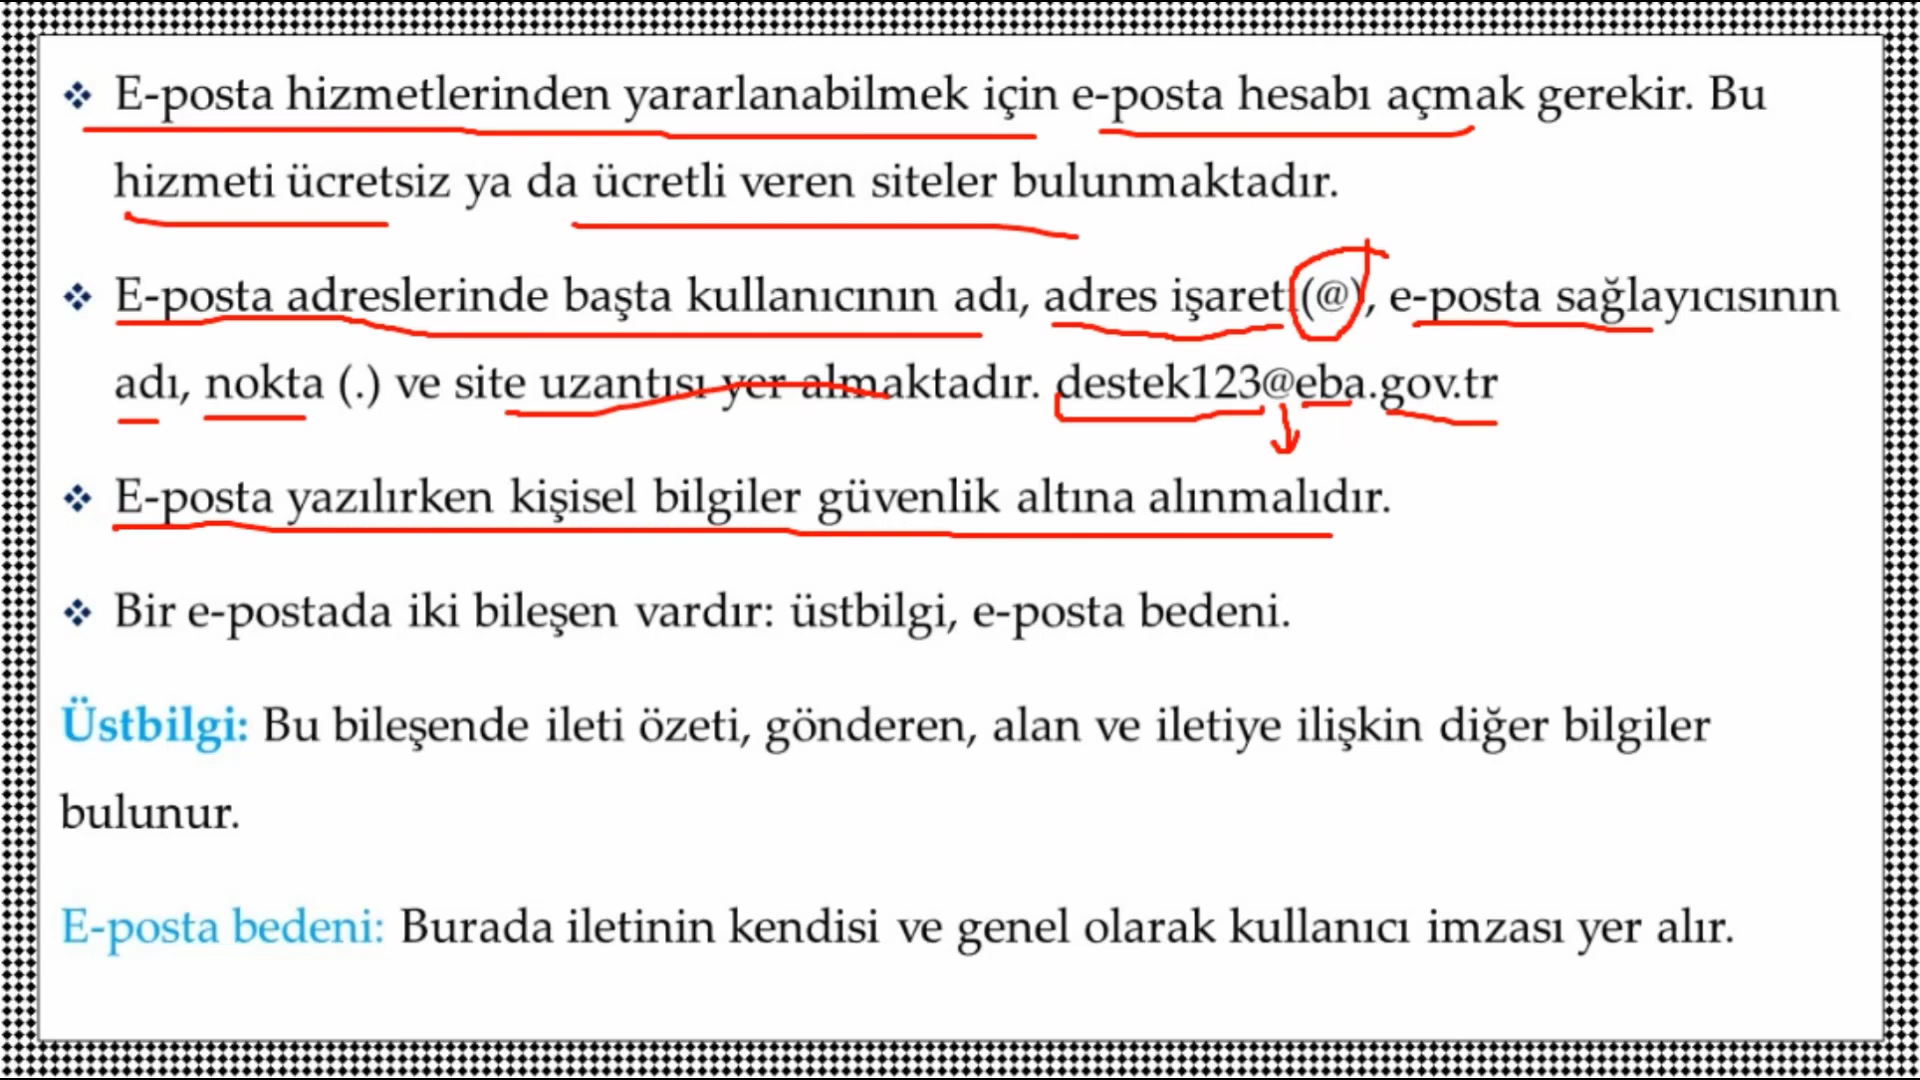 ❖ E-posta hizmetlerinden yararlanabilmek için e-posta hesabı açmak gerekir. Bu
hizmeti ücretsiz ya da ücretli veren siteler bulunmaktadır.
❖ E-posta adreslerinde başta kullanıcının adı, adres işareti (@), e-posta sağlayıcısının
adı, nokta (.) ve site uzantısı yer almaktadır. destek123@eba.gov.tr
❖ E-posta yazılırken kişisel bilgiler güvenlik altına alınmalıdır.
❖ Bir e-postada iki bileşen vardır: üstbilgi, e-posta bedeni.
Üstbilgi: Bu bileşende ileti özeti, gönderen, alan ve iletiye ilişkin diğer bilgiler
bulunur.
E-posta bedeni: Burada iletinin kendisi ve genel olarak kullanıcı imzası yer alır.